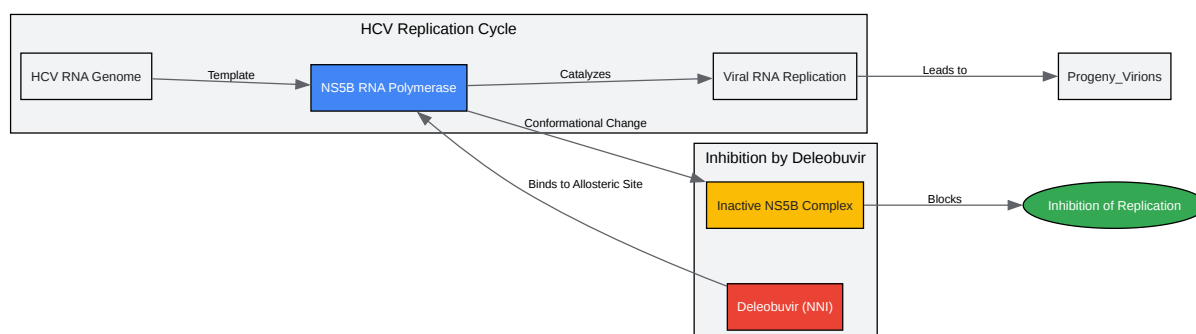 HCV Replication Cycle
HCV RNA Genome
Template
NS5B RNA Polymerase
Catalyzes
Viral RNA Replication
Leads to
Progeny_Virions
Conformational Change
Inhibition by Deleobuvir
Binds to Allosteric Site
Inactive NS5B Complex
Blocks
Inhibition of Replication
Deleobuvir (NNI)